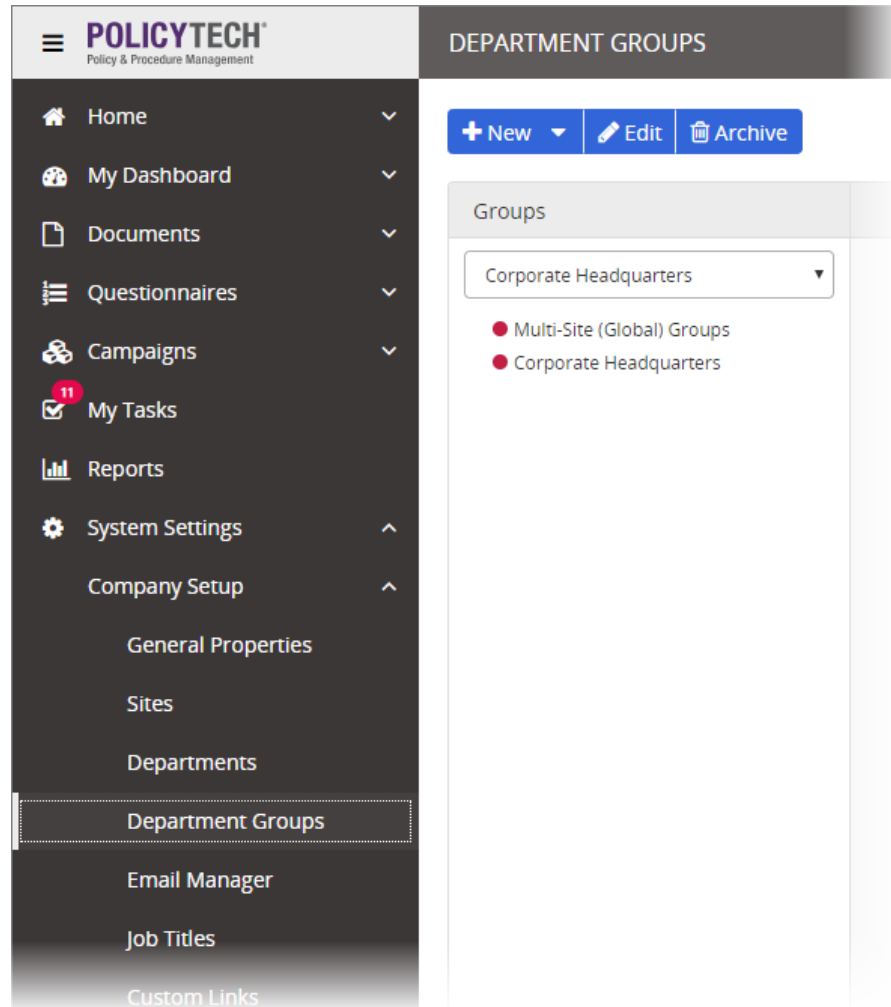 POLICYTECH®
Policy & Procedure Management
DEPARTMENT GROUPS
Home
My Dashboard
Documents
Questionnaires
Campaigns
11
My Tasks
Reports
System Settings
Company Setup
General Properties
Sites
Departments
Department Groups
Email Manager
Job Titles
Custom Links
New Edit Archive
Groups
Corporate Headquarters
Multi-Site (Global) Groups
Corporate Headquarters